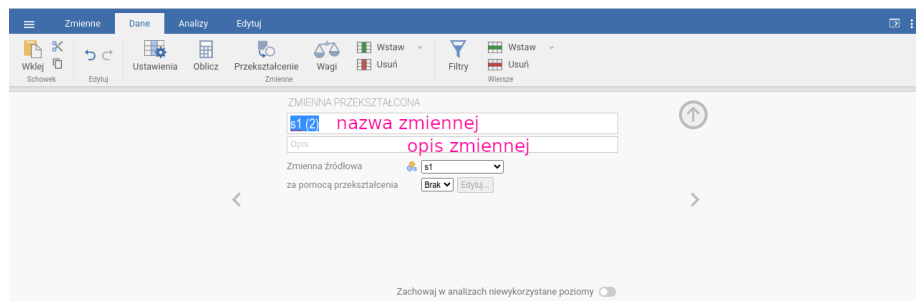 Zmienne Dane Analizy Edytuj
Wklej
Schowek
Edytuj
Ustawienia Oblicz Przekształcenie Wagi
Wstaw
Usuń
Zmienne
Filtry
Wstaw
Usuń
Wiersze
ZMIENNA PRZEKSZTAŁCONA
s1 (2) nazwa zmiennej
Opis opis zmiennej
Zmienna źródłowa s1
za pomocą przekształcenia Brak Edytuj...
Zachowaj w analizach niewykorzystane poziomy